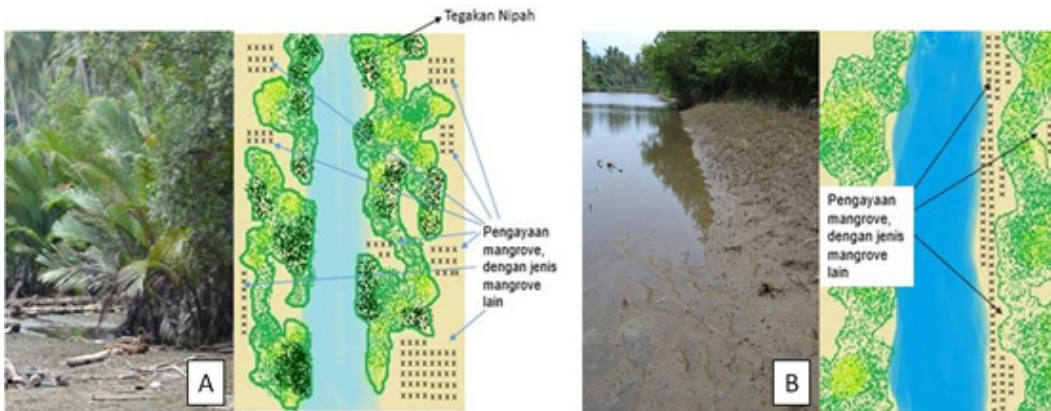 Tegakan Nipah
Pengayaan
mangrove,
dengan jenis
mangrove
lain
A
Pengayaan
mangrove,
dengan jenis
mangrove
lain
B